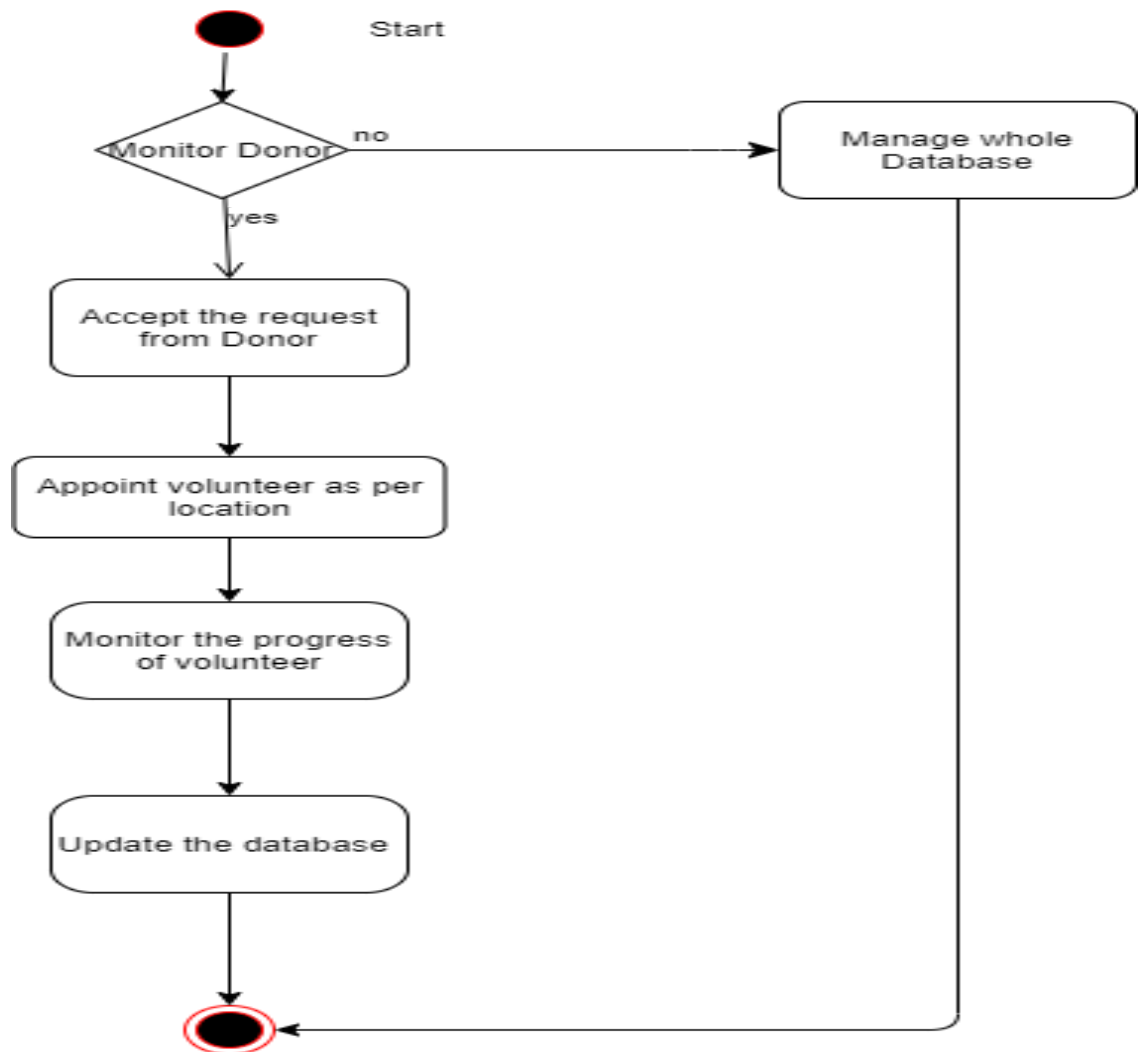 Start
Monitor Donor
no
Manage whole
Database
yes
Accept the request
from Donor
Appoint volunteer as per
location
Monitor the progress
of volunteer
Update the database